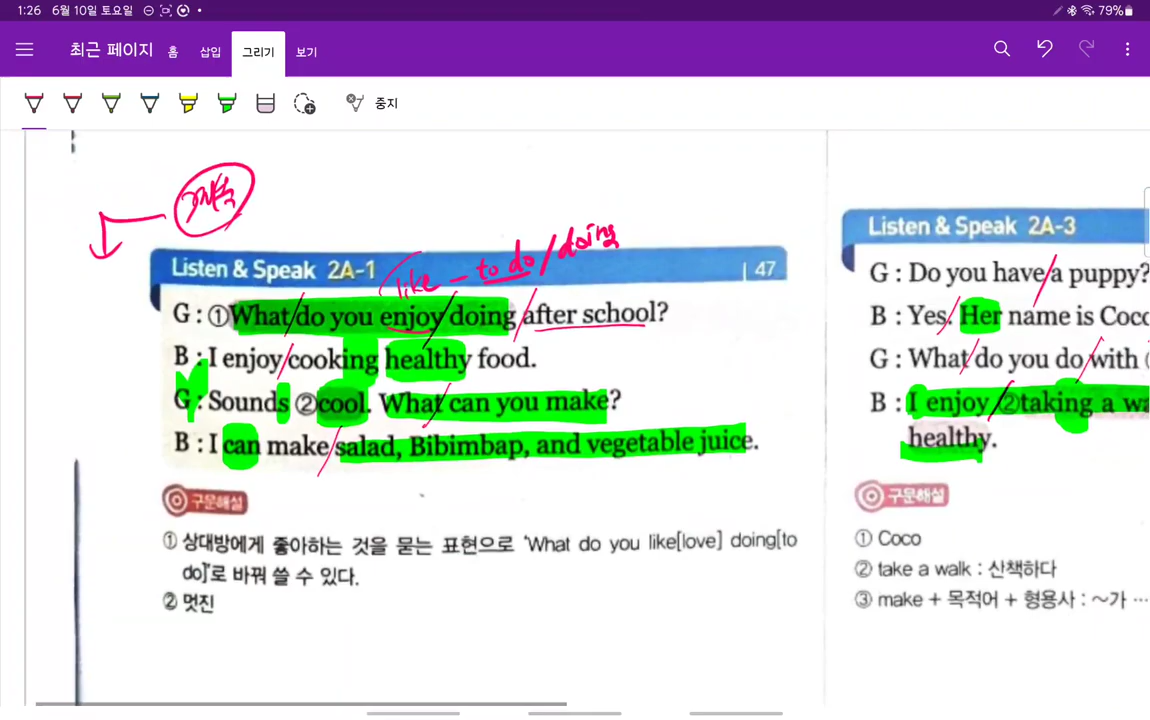 1:26 6월 10일 토요일 79%
최근 페이지 홈 삽입 그리기 보기
중지
like - to do/doing
Listen & Speak 2A-1 47
G : ①What do you enjoy doing after school?
B : I enjoy cooking healthy food.
G : Sounds ②cool. What can you make?
B : I can make salad, Bibimbap, and vegetable juice.
구문해설
① 상대방에게 좋아하는 것을 묻는 표현으로 'What do you like[love] doing[to
do]'로 바꿔 쓸 수 있다.
② 멋진
Listen & Speak 2A-3
G : Do you have a puppy?
B : Yes. Her name is Coco
G : What do you do with
B : I enjoy ②taking a wa
healthy.
구문해설
① Coco
② take a walk : 산책하다
③ make + 목적어 + 형용사 : ~가 …